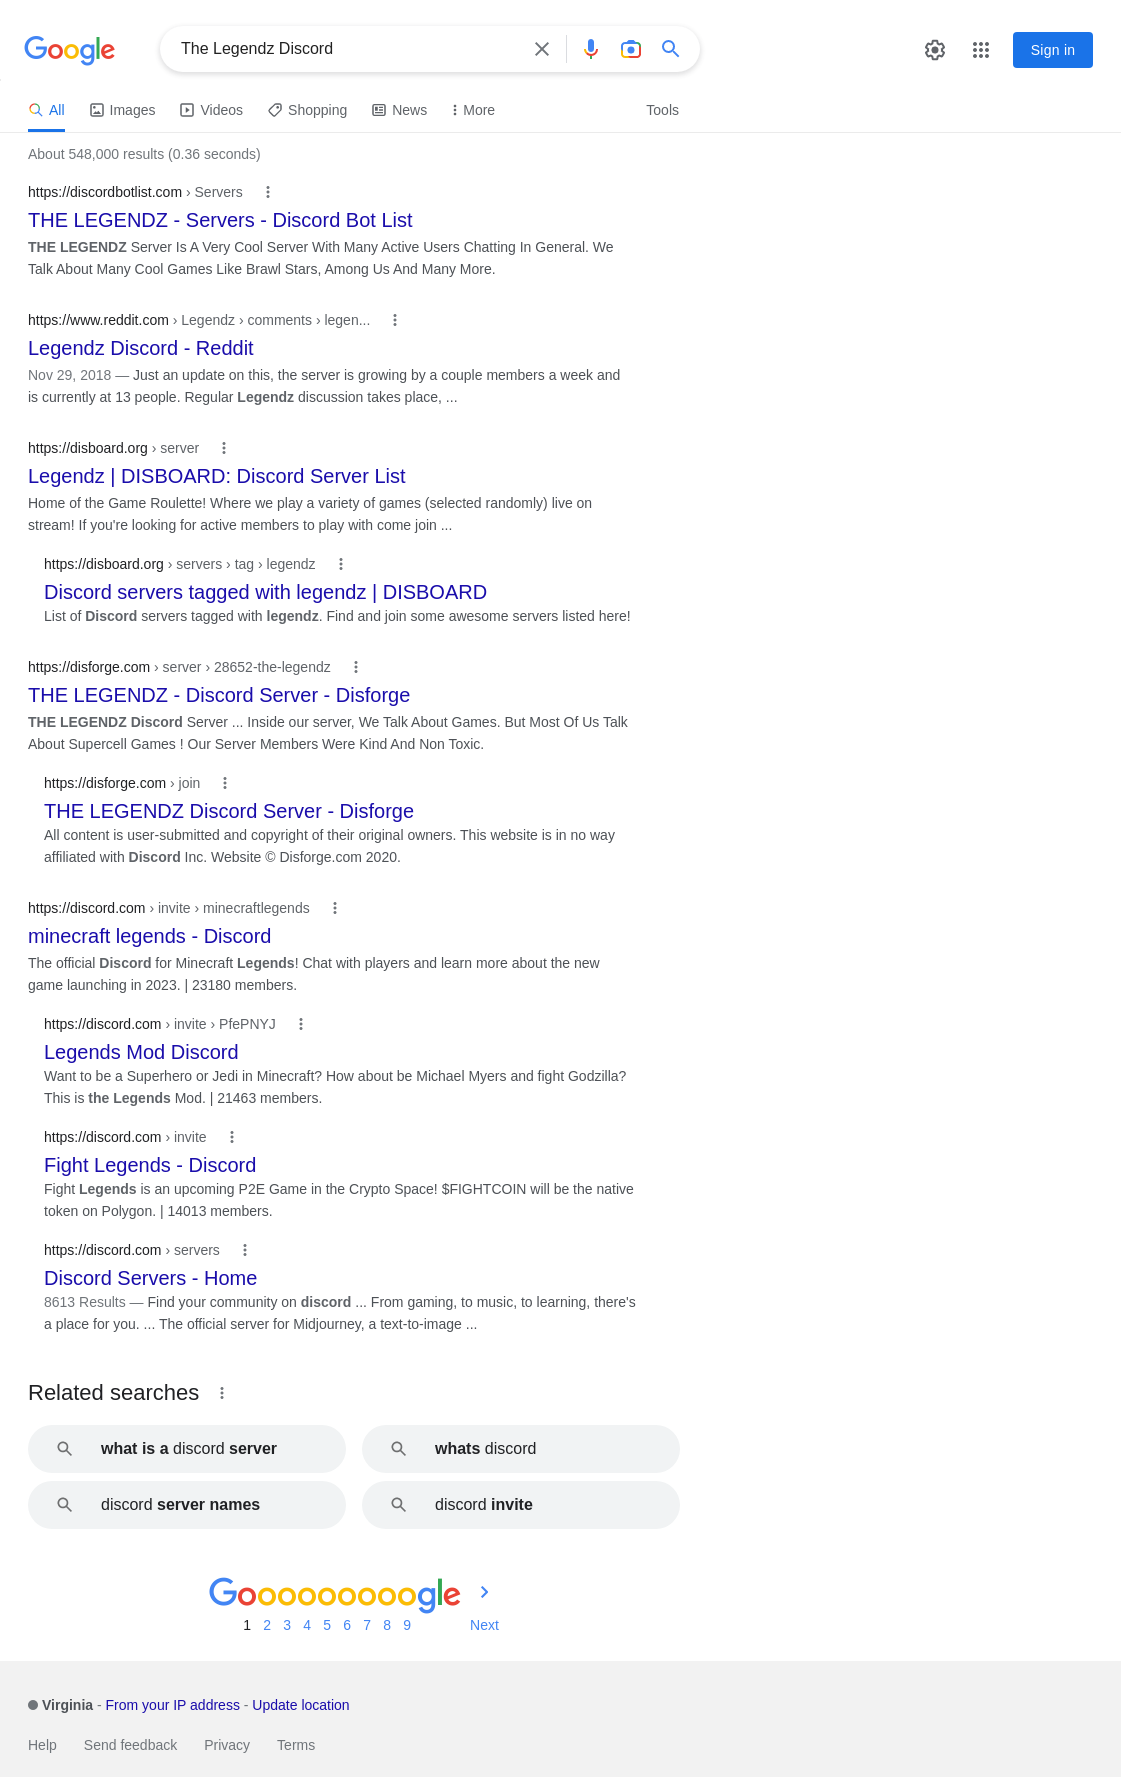 Google
The Legendz Discord
Sign in
All Images Videos Shopping News More Tools
About 548,000 results (0.36 seconds)
https://discordbotlist.com › Servers
THE LEGENDZ - Servers - Discord Bot List
THE LEGENDZ Server Is A Very Cool Server With Many Active Users Chatting In General. We
Talk About Many Cool Games Like Brawl Stars, Among Us And Many More.
https://www.reddit.com › Legendz › comments › legen...
Legendz Discord - Reddit
Nov 29, 2018 — Just an update on this, the server is growing by a couple members a week and
is currently at 13 people. Regular Legendz discussion takes place, ...
https://disboard.org › server
Legendz | DISBOARD: Discord Server List
Home of the Game Roulette! Where we play a variety of games (selected randomly) live on
stream! If you're looking for active members to play with come join ...
https://disboard.org › servers › tag › legendz
Discord servers tagged with legendz | DISBOARD
List of Discord servers tagged with legendz. Find and join some awesome servers listed here!
https://disforge.com › server › 28652-the-legendz
THE LEGENDZ - Discord Server - Disforge
THE LEGENDZ Discord Server ... Inside our server, We Talk About Games. But Most Of Us Talk
About Supercell Games ! Our Server Members Were Kind And Non Toxic.
https://disforge.com › join
THE LEGENDZ Discord Server - Disforge
All content is user-submitted and copyright of their original owners. This website is in no way
affiliated with Discord Inc. Website © Disforge.com 2020.
https://discord.com › invite › minecraftlegends
minecraft legends - Discord
The official Discord for Minecraft Legends! Chat with players and learn more about the new
game launching in 2023. | 23180 members.
https://discord.com › invite › PfePNYJ
Legends Mod Discord
Want to be a Superhero or Jedi in Minecraft? How about be Michael Myers and fight Godzilla?
This is the Legends Mod. | 21463 members.
https://discord.com › invite
Fight Legends - Discord
Fight Legends is an upcoming P2E Game in the Crypto Space! $FIGHTCOIN will be the native
token on Polygon. | 14013 members.
https://discord.com › servers
Discord Servers - Home
8613 Results — Find your community on discord ... From gaming, to music, to learning, there's
a place for you. ... The official server for Midjourney, a text-to-image ...
Related searches
what is a discord server
whats discord
discord server names
discord invite
Gooooooooogle
1 2 3 4 5 6 7 8 9 Next
Virginia - From your IP address - Update location
Help Send feedback Privacy Terms